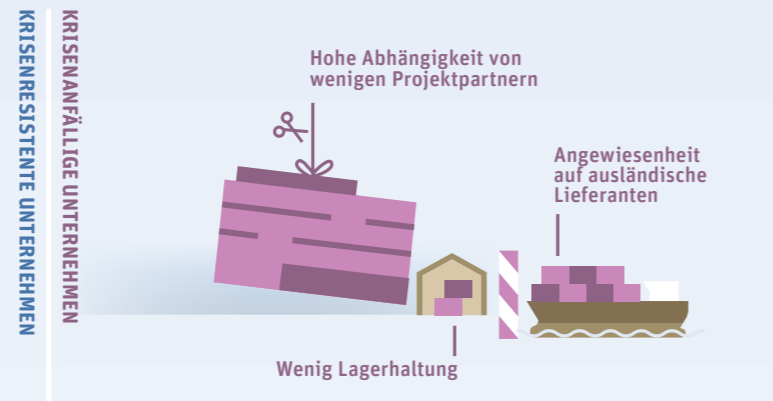 KRISENRESISTENTE UNTERNEHMEN
KRISENANFÄLLIGE UNTERNEHMEN
Hohe Abhängigkeit von
wenigen Projektpartnern
Angewiesenheit
auf ausländische
Lieferanten
Wenig Lagerhaltung